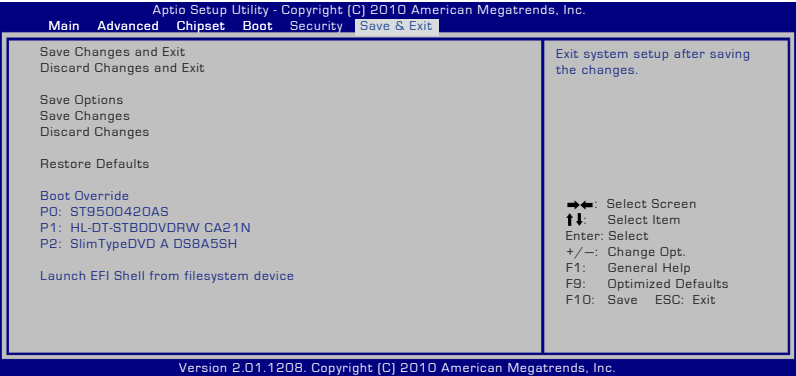 Aptio Setup Utility - Copyright (C) 2010 American Megatrends, Inc.
Main Advanced Chipset Boot Security Save & Exit
Save Changes and Exit
Discard Changes and Exit
Save Options
Save Changes
Discard Changes
Restore Defaults
Boot Override
P0: ST9500420AS
P1: HL-DT-STBDDVDRW CA21N
P2: SlimTypeDVD A DS8A5SH
Launch EFI Shell from filesystem device
Exit system setup after saving
the changes.
→←: Select Screen
↑↓: Select Item
Enter: Select
+/—: Change Opt.
F1: General Help
F9: Optimized Defaults
F10: Save ESC: Exit
Version 2.01.1208. Copyright (C) 2010 American Megatrends, Inc.